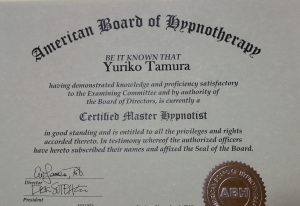 American Board of Hypnotherapy
BE IT KNOWN THAT
Yuriko Tamura
having demonstrated knowledge and proficiency satisfactory
to the Examining Committee and by authority of
the Board of Directors, is currently a
Certified Master Hypnotist
in good standing and is entitled to all the privileges and rights
accorded thereto. In testimony whereof the authorized officers
have hereto subscribed their names and affixed the Seal of the Board.
Director
President
ABH